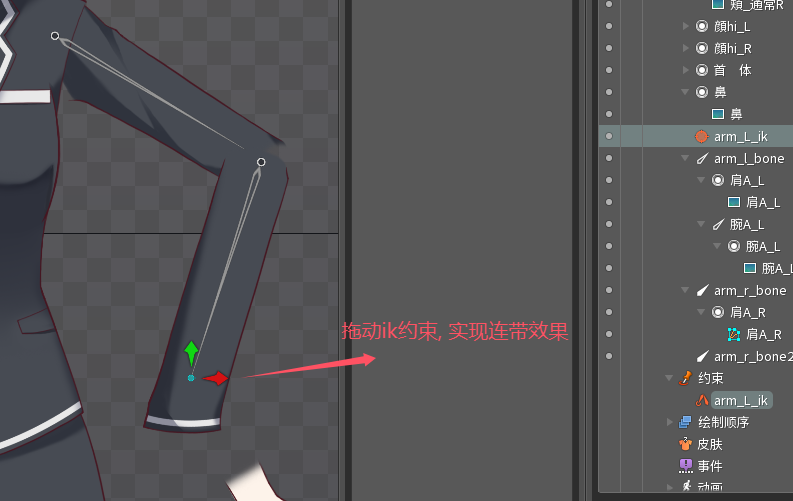 頬_通常R
顔hi_L
顔hi_R
首　体
鼻
鼻
arm_L_ik
arm_l_bone
肩A_L
肩A_L
腕A_L
腕A_L
腕A_L
arm_r_bone
肩A_R
肩A_R
arm_r_bone2
约束
arm_L_ik
绘制顺序
皮肤
事件
动画
拖动ik约束, 实现连带效果